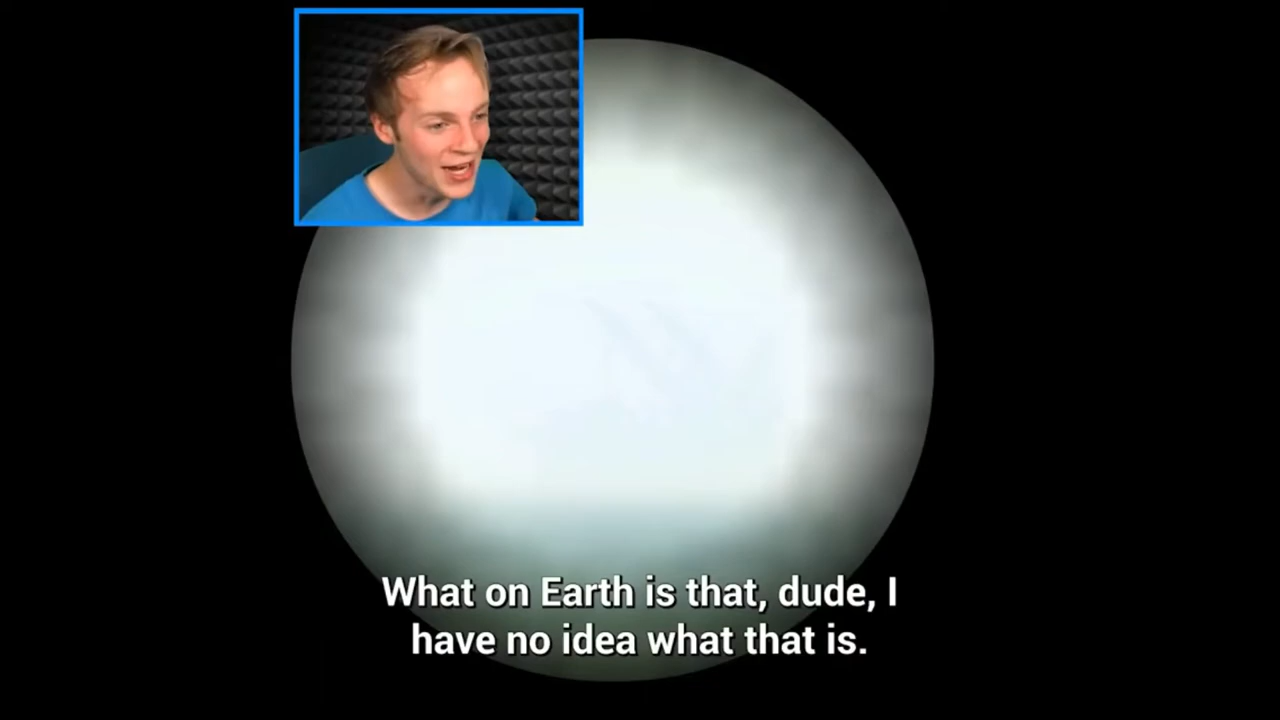 What on Earth is that, dude, I
have no idea what that is.